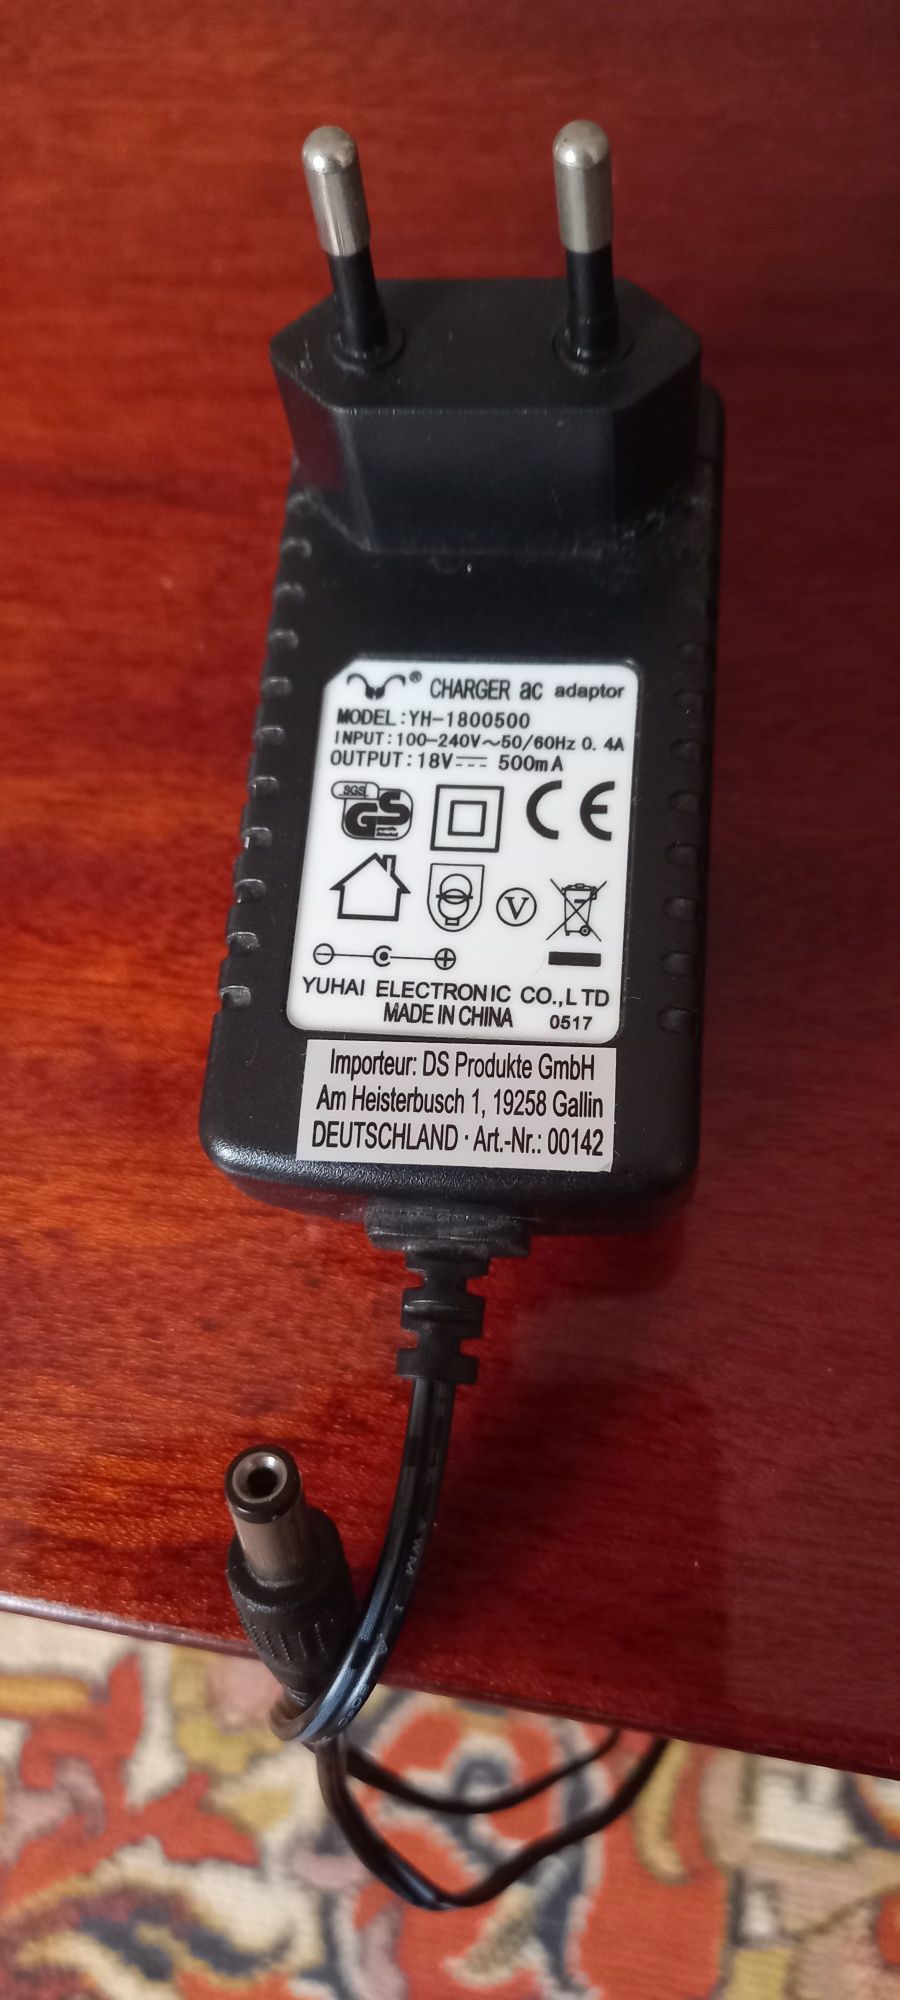 ® CHARGER ac adaptor
MODEL:YH-1800500
INPUT:100-240V~50/60Hz 0.4A
OUTPUT:18V⎓ 500mA
SGS
GS
CE
V
YUHAI ELECTRONIC CO.,LTD
MADE IN CHINA 0517
Importeur: DS Produkte GmbH
Am Heisterbusch 1, 19258 Gallin
DEUTSCHLAND · Art.-Nr.: 00142
AWM